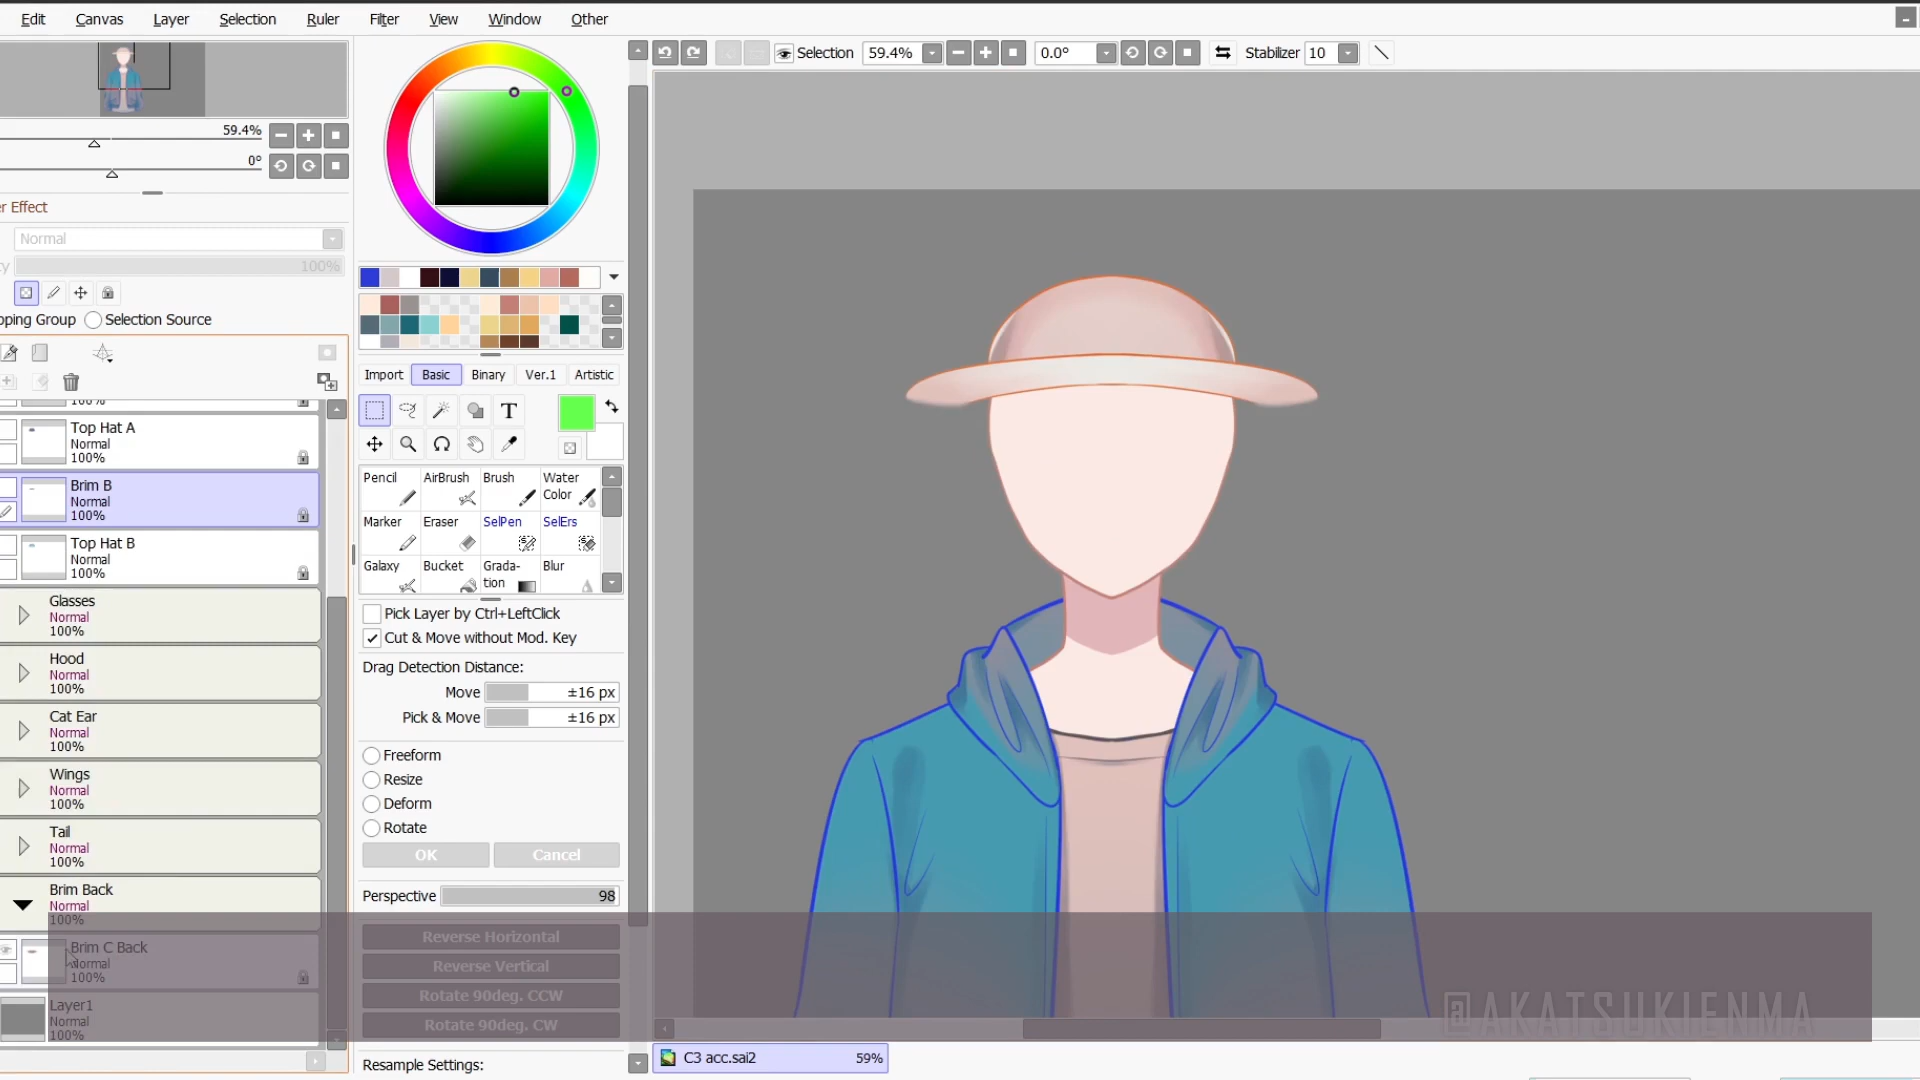 Edit Canvas Layer Selection Ruler Filter View Window Other
Selection 59.4% 0.0° Stabilizer 10
59.4%
0°
r Effect
Normal
y 100%
pping Group Selection Source
100%
Top Hat A
Normal
100%
Brim B
Normal
100%
Top Hat B
Normal
100%
Glasses
Normal
100%
Hood
Normal
100%
Cat Ear
Normal
100%
Wings
Normal
100%
Tail
Normal
100%
Brim Back
Normal
100%
Brim C Back
Normal
100%
Layer1
Normal
100%
Import Basic Binary Ver.1 Artistic
T
Pencil AirBrush Brush Water Color
Marker Eraser SelPen SelErs
Galaxy Bucket Grada-tion Blur
Pick Layer by Ctrl+LeftClick
Cut & Move without Mod. Key
Drag Detection Distance:
Move ±16 px
Pick & Move ±16 px
Freeform
Resize
Deform
Rotate
OK Cancel
Perspective 98
Reverse Horizontal
Reverse Vertical
Rotate 90deg. CCW
Rotate 90deg. CW
Resample Settings:
@AKATSUKIENMA
C3 acc.sai2 59%